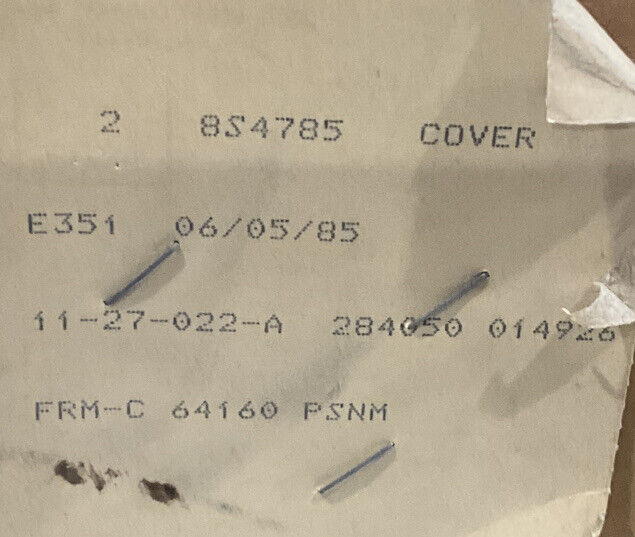 2 8S4785 COVER
E351 06/05/85
11-27-022-A 284050 014926
FRM-C 64160 PSNM